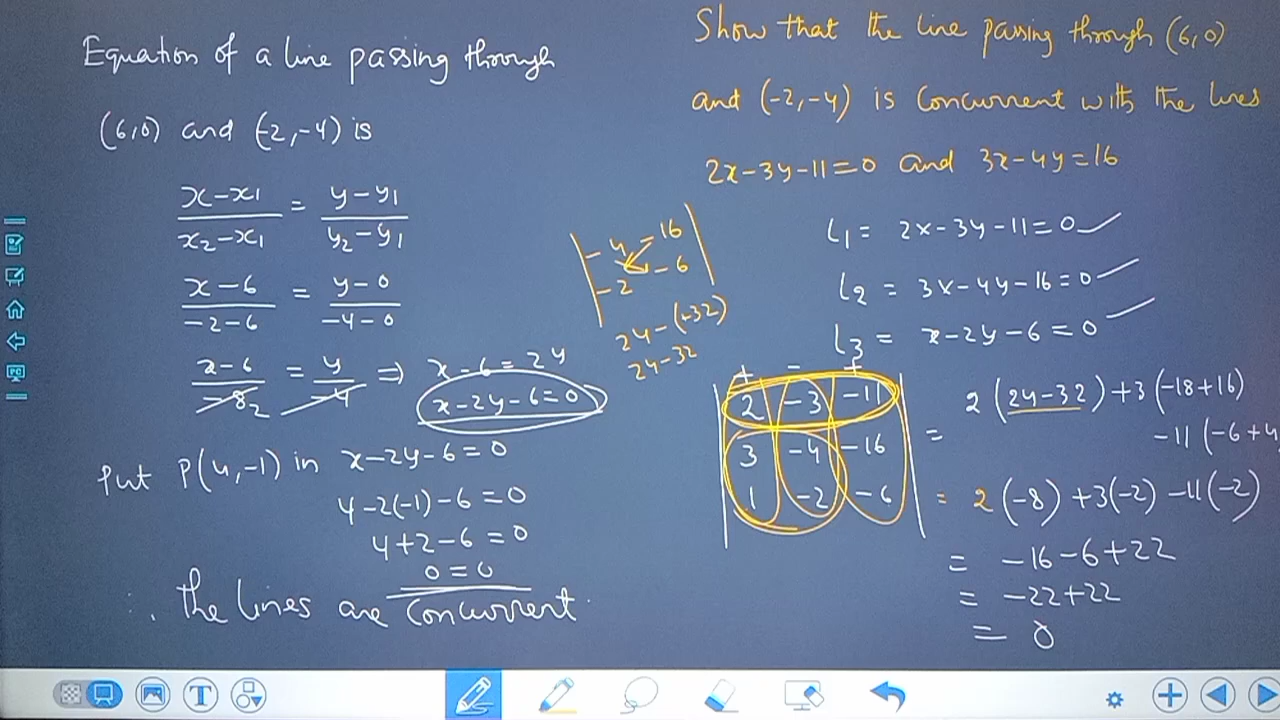 Equation of a line passing through
(6,0) and (-2,-4) is
x-x1/x2-x1 = y-y1/y2-y1
x-6/-2-6 = y-0/-4-0
x-6/-8 2 = y/-4 ⇒ x-6=2y
x-2y-6=0
Put P(4,-1) in x-2y-6=0
4-2(-1)-6=0
4+2-6=0
0=0
∴ The lines are concurrent.
Show that the line passing through (6,0)
and (-2,-4) is concurrent with the lines
2x-3y-11=0 and 3x-4y=16
l1 = 2x-3y-11=0
l2 = 3x-4y-16=0
l3 = x-2y-6=0
-4 -16
-2 -6
24-(+32)
24-32
+ - +
2 -3 -11
3 -4 -16
1 -2 -6
= 2(24-32)+3(-18+16)
-11(-6+4
= 2(-8)+3(-2)-11(-2)
= -16-6+22
= -22+22
= 0
PC
T